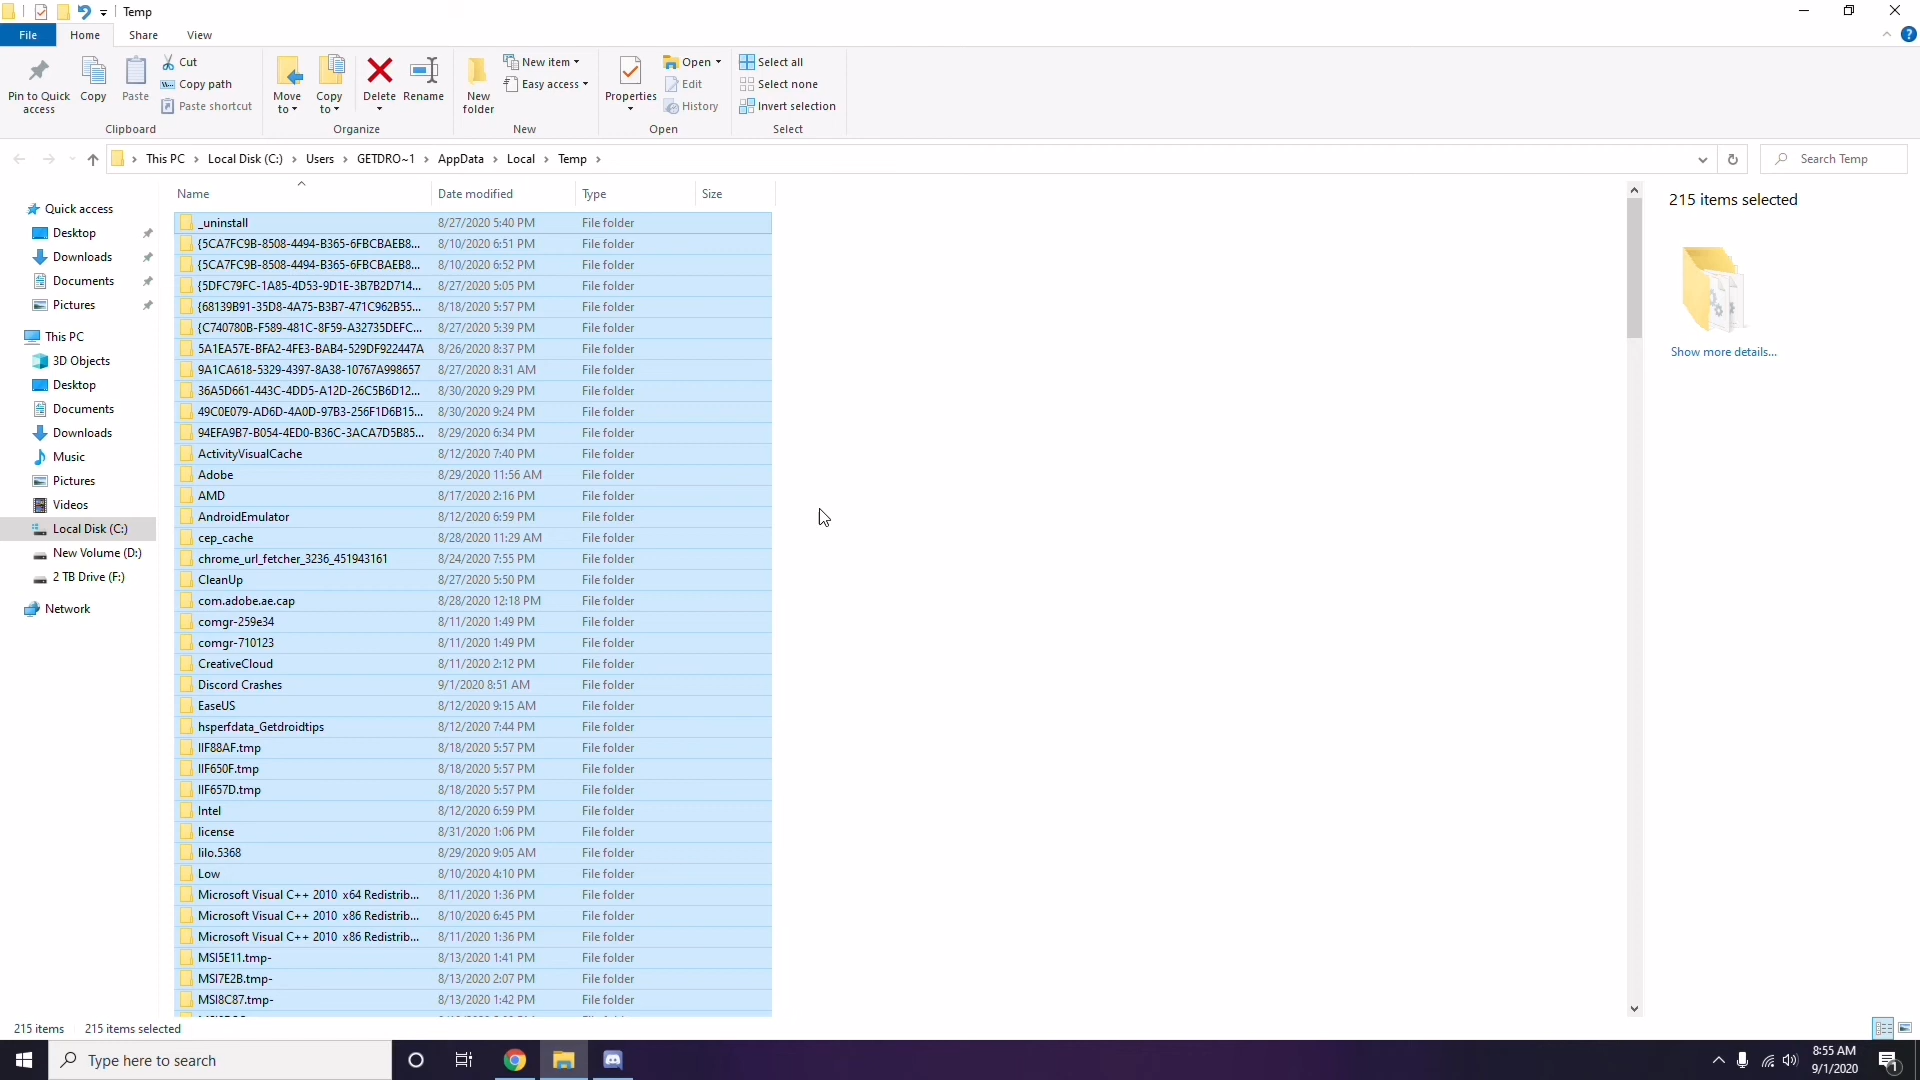 Temp
File Home Share View
Pin to Quick access
Copy
Paste
Cut
Copy path
Paste shortcut
Clipboard
Move to
Copy to
Delete
Rename
Organize
New folder
New item
Easy access
New
Properties
Open
Edit
History
Open
Select all
Select none
Invert selection
Select
This PC > Local Disk (C:) > Users > GETDRO~1 > AppData > Local > Temp >
Search Temp
Quick access
Desktop
Downloads
Documents
Pictures
This PC
3D Objects
Desktop
Documents
Downloads
Music
Pictures
Videos
Local Disk (C:)
New Volume (D:)
2 TB Drive (F:)
Network
Name Date modified Type Size
_uninstall 8/27/2020 5:40 PM File folder
{5CA7FC9B-8508-4494-B365-6FBCBAEB8... 8/10/2020 6:51 PM File folder
{5CA7FC9B-8508-4494-B365-6FBCBAEB8... 8/10/2020 6:52 PM File folder
{5DFC79FC-1A85-4D53-9D1E-3B7B2D714... 8/27/2020 5:05 PM File folder
{68139B91-35D8-4A75-B3B7-471C962B55... 8/18/2020 5:57 PM File folder
{C740780B-F589-481C-8F59-A32735DEFC... 8/27/2020 5:39 PM File folder
5A1EA57E-BFA2-4FE3-BAB4-529DF922447A 8/26/2020 8:37 PM File folder
9A1CA618-5329-4397-8A38-10767A998657 8/27/2020 8:31 AM File folder
36A5D661-443C-4DD5-A12D-26C5B6D12... 8/30/2020 9:29 PM File folder
49C0E079-AD6D-4A0D-97B3-256F1D6B15... 8/30/2020 9:24 PM File folder
94EFA9B7-B054-4ED0-B36C-3ACA7D5B85... 8/29/2020 6:34 PM File folder
ActivityVisualCache 8/12/2020 7:40 PM File folder
Adobe 8/29/2020 11:56 AM File folder
AMD 8/17/2020 2:16 PM File folder
AndroidEmulator 8/12/2020 6:59 PM File folder
cep_cache 8/28/2020 11:29 AM File folder
chrome_url_fetcher_3236_451943161 8/24/2020 7:55 PM File folder
CleanUp 8/27/2020 5:50 PM File folder
com.adobe.ae.cap 8/28/2020 12:18 PM File folder
comgr-259e34 8/11/2020 1:49 PM File folder
comgr-710123 8/11/2020 1:49 PM File folder
CreativeCloud 8/11/2020 2:12 PM File folder
Discord Crashes 9/1/2020 8:51 AM File folder
EaseUS 8/12/2020 9:15 AM File folder
hsperfdata_Getdroidtips 8/12/2020 7:44 PM File folder
IIF88AF.tmp 8/18/2020 5:57 PM File folder
IIF650F.tmp 8/18/2020 5:57 PM File folder
IIF657D.tmp 8/18/2020 5:57 PM File folder
Intel 8/12/2020 6:59 PM File folder
license 8/31/2020 1:06 PM File folder
lilo.5368 8/29/2020 9:05 AM File folder
Low 8/10/2020 4:10 PM File folder
Microsoft Visual C++ 2010 x64 Redistrib... 8/11/2020 1:36 PM File folder
Microsoft Visual C++ 2010 x86 Redistrib... 8/10/2020 6:45 PM File folder
Microsoft Visual C++ 2010 x86 Redistrib... 8/11/2020 1:36 PM File folder
MSI5E11.tmp- 8/13/2020 1:41 PM File folder
MSI7E2B.tmp- 8/13/2020 2:07 PM File folder
MSI8C87.tmp- 8/13/2020 1:42 PM File folder
215 items selected
Show more details...
215 items 215 items selected
Type here to search
8:55 AM
9/1/2020
1